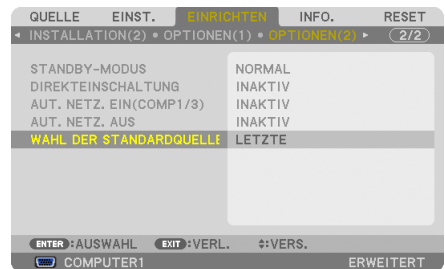 QUELLE EINST. EINRICHTEN INFO. RESET
◄ INSTALLATION(2) • OPTIONEN(1) • OPTIONEN(2) ► 2/2
STANDBY-MODUS NORMAL
DIREKTEINSCHALTUNG INAKTIV
AUT. NETZ. EIN(COMP1/3) INAKTIV
AUT. NETZ. AUS INAKTIV
WAHL DER STANDARDQUELLE LETZTE
ENTER :AUSWAHL EXIT :VERL. ♦:VERS.
COMPUTER1 ERWEITERT